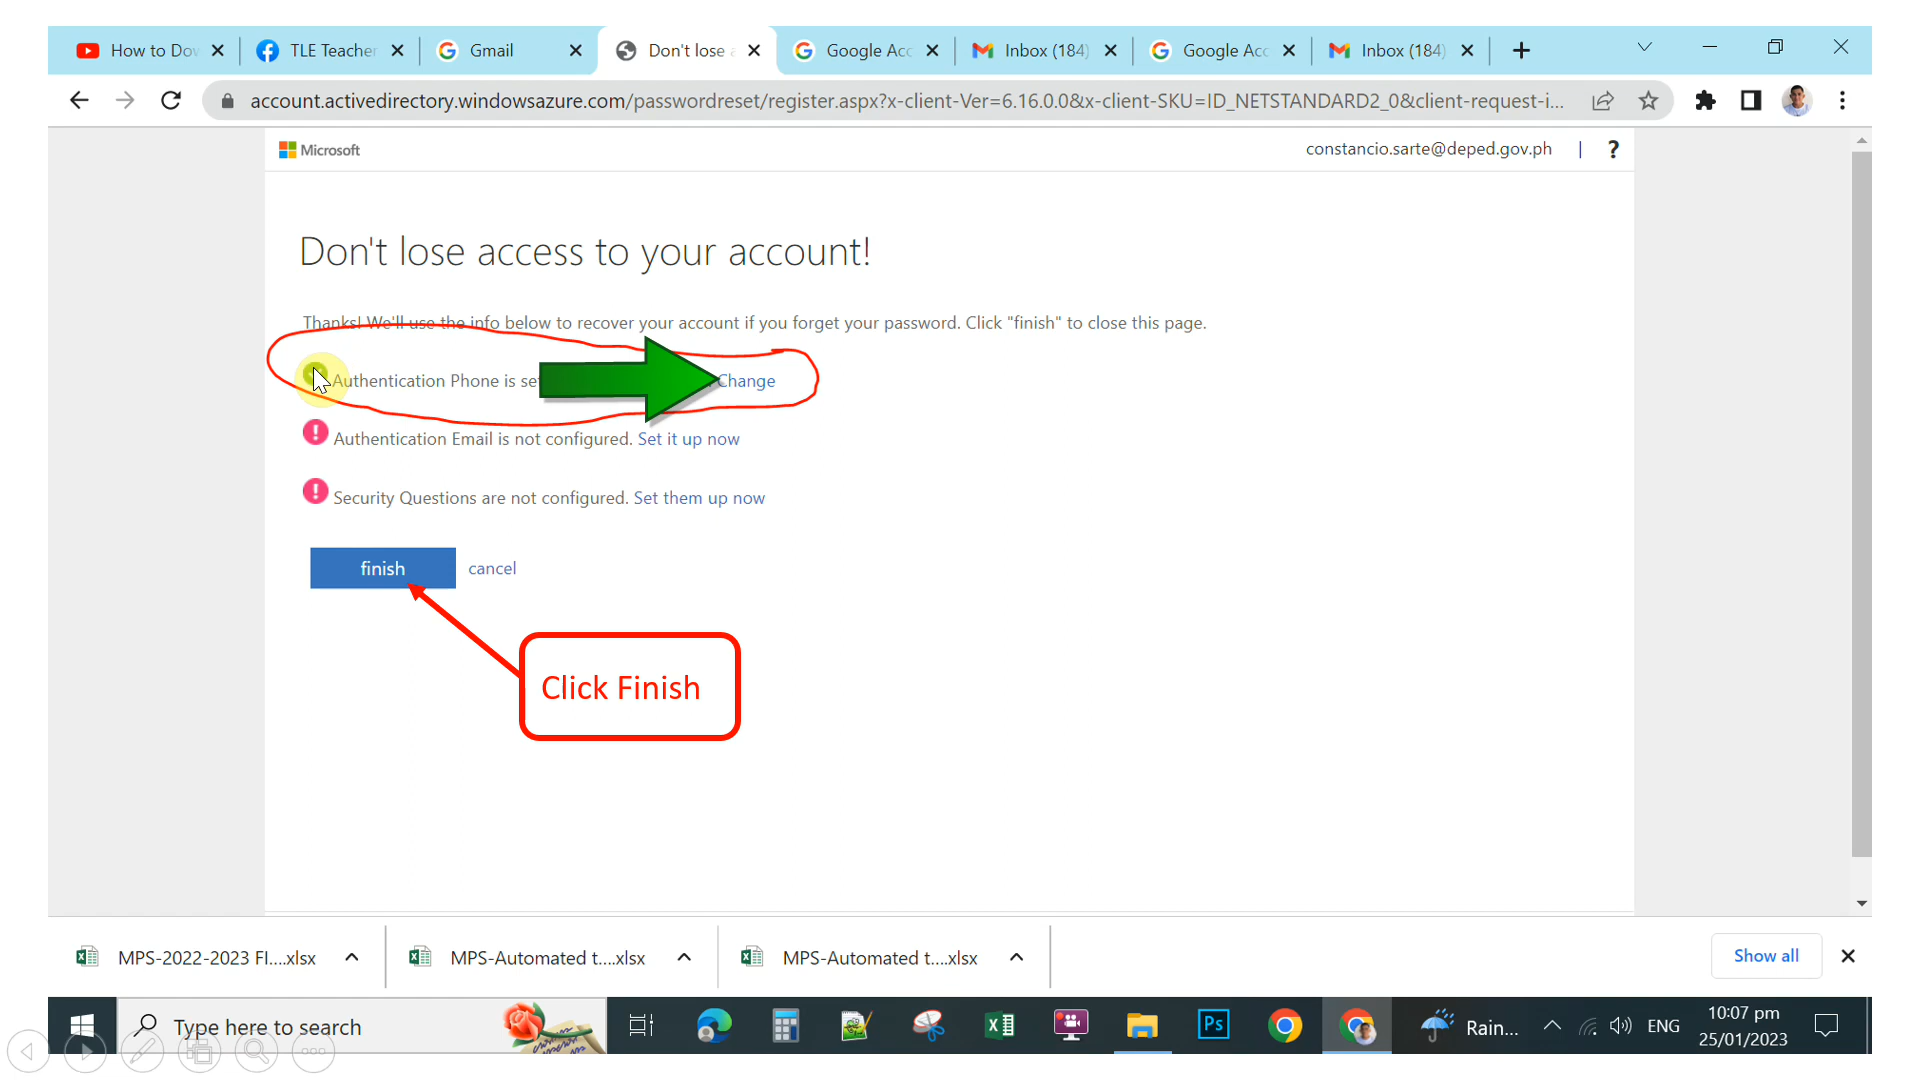 How to Dov
TLE Teacher
Gmail
Don't lose a
Google Acc
Inbox (184)
Google Acc
Inbox (184)
account.activedirectory.windowsazure.com/passwordreset/register.aspx?x-client-Ver=6.16.0.0&x-client-SKU=ID_NETSTANDARD2_0&client-request-i...
Microsoft
constancio.sarte@deped.gov.ph | ?
Don't lose access to your account!
Thanks! We'll use the info below to recover your account if you forget your password. Click "finish" to close this page.
Authentication Phone is set Change
Authentication Email is not configured. Set it up now
Security Questions are not configured. Set them up now
finish cancel
Click Finish
MPS-2022-2023 FI....xlsx
MPS-Automated t....xlsx
MPS-Automated t....xlsx
Show all
Type here to search
Ps
Rain...
ENG
10:07 pm
25/01/2023